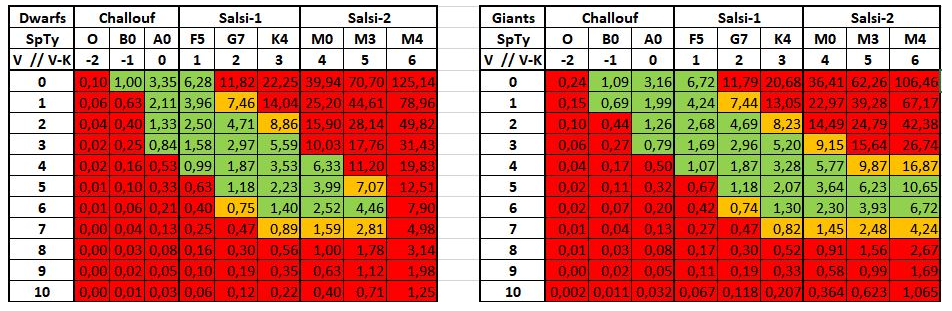 Dwarfs Challouf Salsi-1 Salsi-2
SpTy O B0 A0 F5 G7 K4 M0 M3 M4
V // V-K -2 -1 0 1 2 3 4 5 6
0 0,10 1,00 3,35 6,28 11,82 22,25 39,94 70,70 125,14
1 0,06 0,63 2,11 3,96 7,46 14,04 25,20 44,61 78,96
2 0,04 0,40 1,33 2,50 4,71 8,86 15,90 28,14 49,82
3 0,02 0,25 0,84 1,58 2,97 5,59 10,03 17,76 31,43
4 0,02 0,16 0,53 0,99 1,87 3,53 6,33 11,20 19,83
5 0,01 0,10 0,33 0,63 1,18 2,23 3,99 7,07 12,51
6 0,01 0,06 0,21 0,40 0,75 1,40 2,52 4,46 7,90
7 0,00 0,04 0,13 0,25 0,47 0,89 1,59 2,81 4,98
8 0,00 0,03 0,08 0,16 0,30 0,56 1,00 1,78 3,14
9 0,00 0,02 0,05 0,10 0,19 0,35 0,63 1,12 1,98
10 0,00 0,01 0,03 0,06 0,12 0,22 0,40 0,71 1,25
Giants Challouf Salsi-1 Salsi-2
SpTy O B0 A0 F5 G7 K4 M0 M3 M4
V // V-K -2 -1 0 1 2 3 4 5 6
0 0,24 1,09 3,16 6,72 11,79 20,68 36,41 62,26 106,46
1 0,15 0,69 1,99 4,24 7,44 13,05 22,97 39,28 67,17
2 0,10 0,44 1,26 2,68 4,69 8,23 14,49 24,79 42,38
3 0,06 0,27 0,79 1,69 2,96 5,20 9,15 15,64 26,74
4 0,04 0,17 0,50 1,07 1,87 3,28 5,77 9,87 16,87
5 0,02 0,11 0,32 0,67 1,18 2,07 3,64 6,23 10,65
6 0,02 0,07 0,20 0,42 0,74 1,30 2,30 3,93 6,72
7 0,01 0,04 0,13 0,27 0,47 0,82 1,45 2,48 4,24
8 0,01 0,03 0,08 0,17 0,30 0,52 0,91 1,56 2,67
9 0,00 0,02 0,05 0,11 0,19 0,33 0,58 0,99 1,69
10 0,002 0,011 0,032 0,067 0,118 0,207 0,364 0,623 1,065